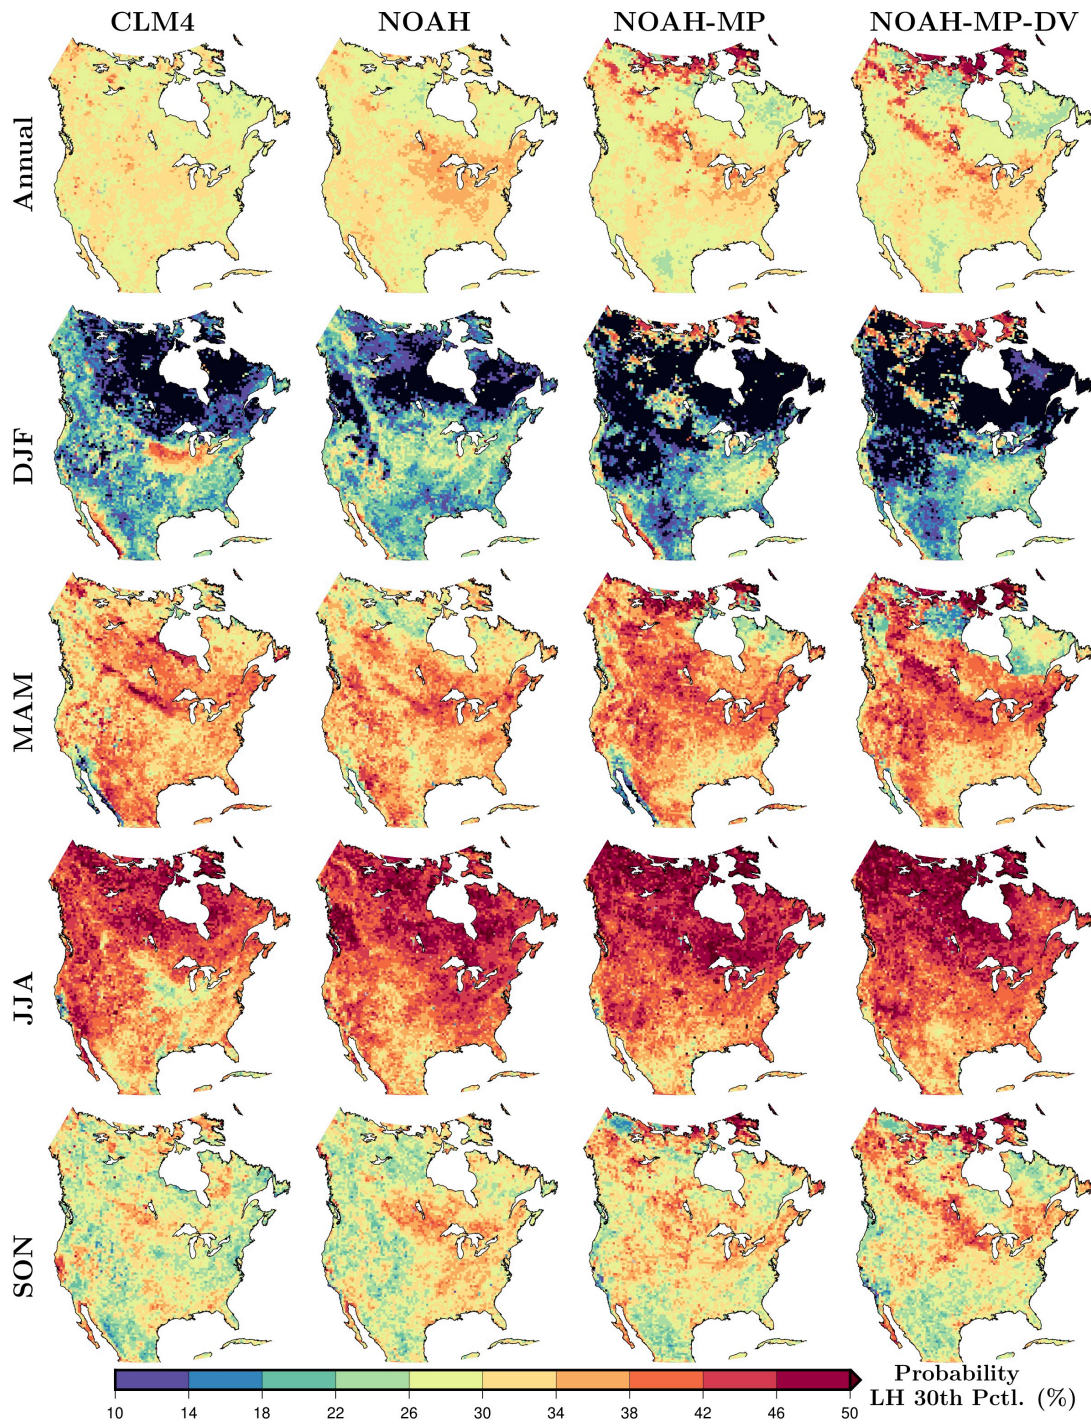 CLM4 NOAH NOAH-MP NOAH-MP-DV
Annual
DJF
MAM
JJA
SON
10 14 18 22 26 30 34 38 42 46 50
Probability
LH 30th Pctl. (%)